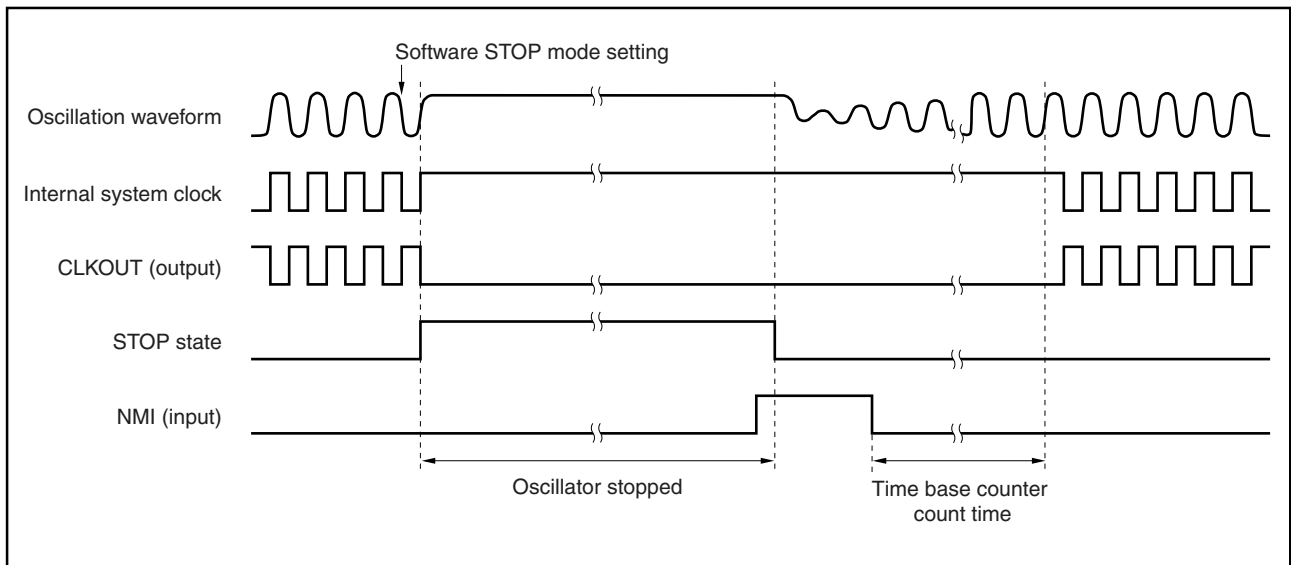 Software STOP mode setting
Oscillation waveform
Internal system clock
CLKOUT (output)
STOP state
NMI (input)
Oscillator stopped
Time base counter
count time